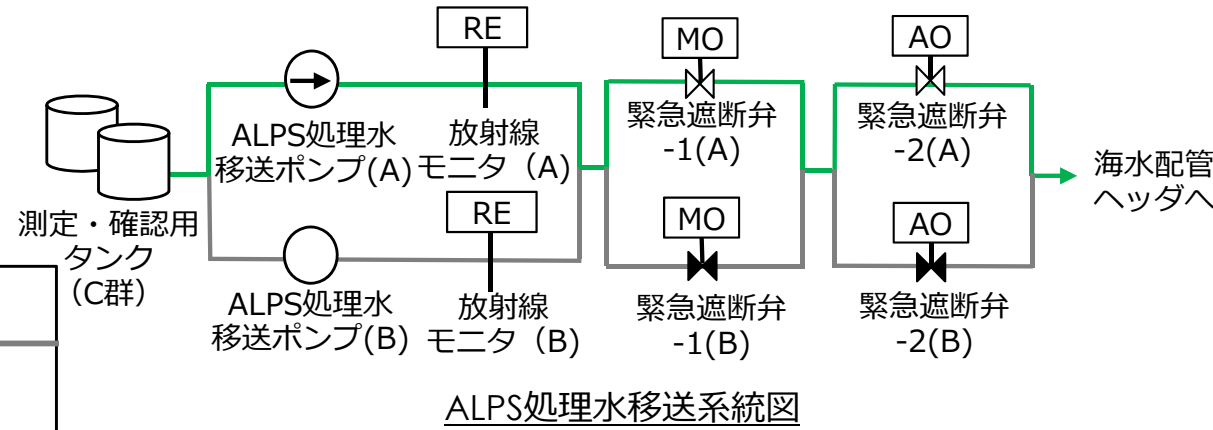 RE
MO
AO
ALPS処理水
移送ポンプ(A)
放射線
モニタ（A）
緊急遮断弁
-1(A)
緊急遮断弁
-2(A)
海水配管
ヘッダへ
測定・確認用
タンク
（C群）
RE
MO
AO
ALPS処理水
移送ポンプ(B)
放射線
モニタ（B）
緊急遮断弁
-1(B)
緊急遮断弁
-2(B)
ALPS処理水移送系統図